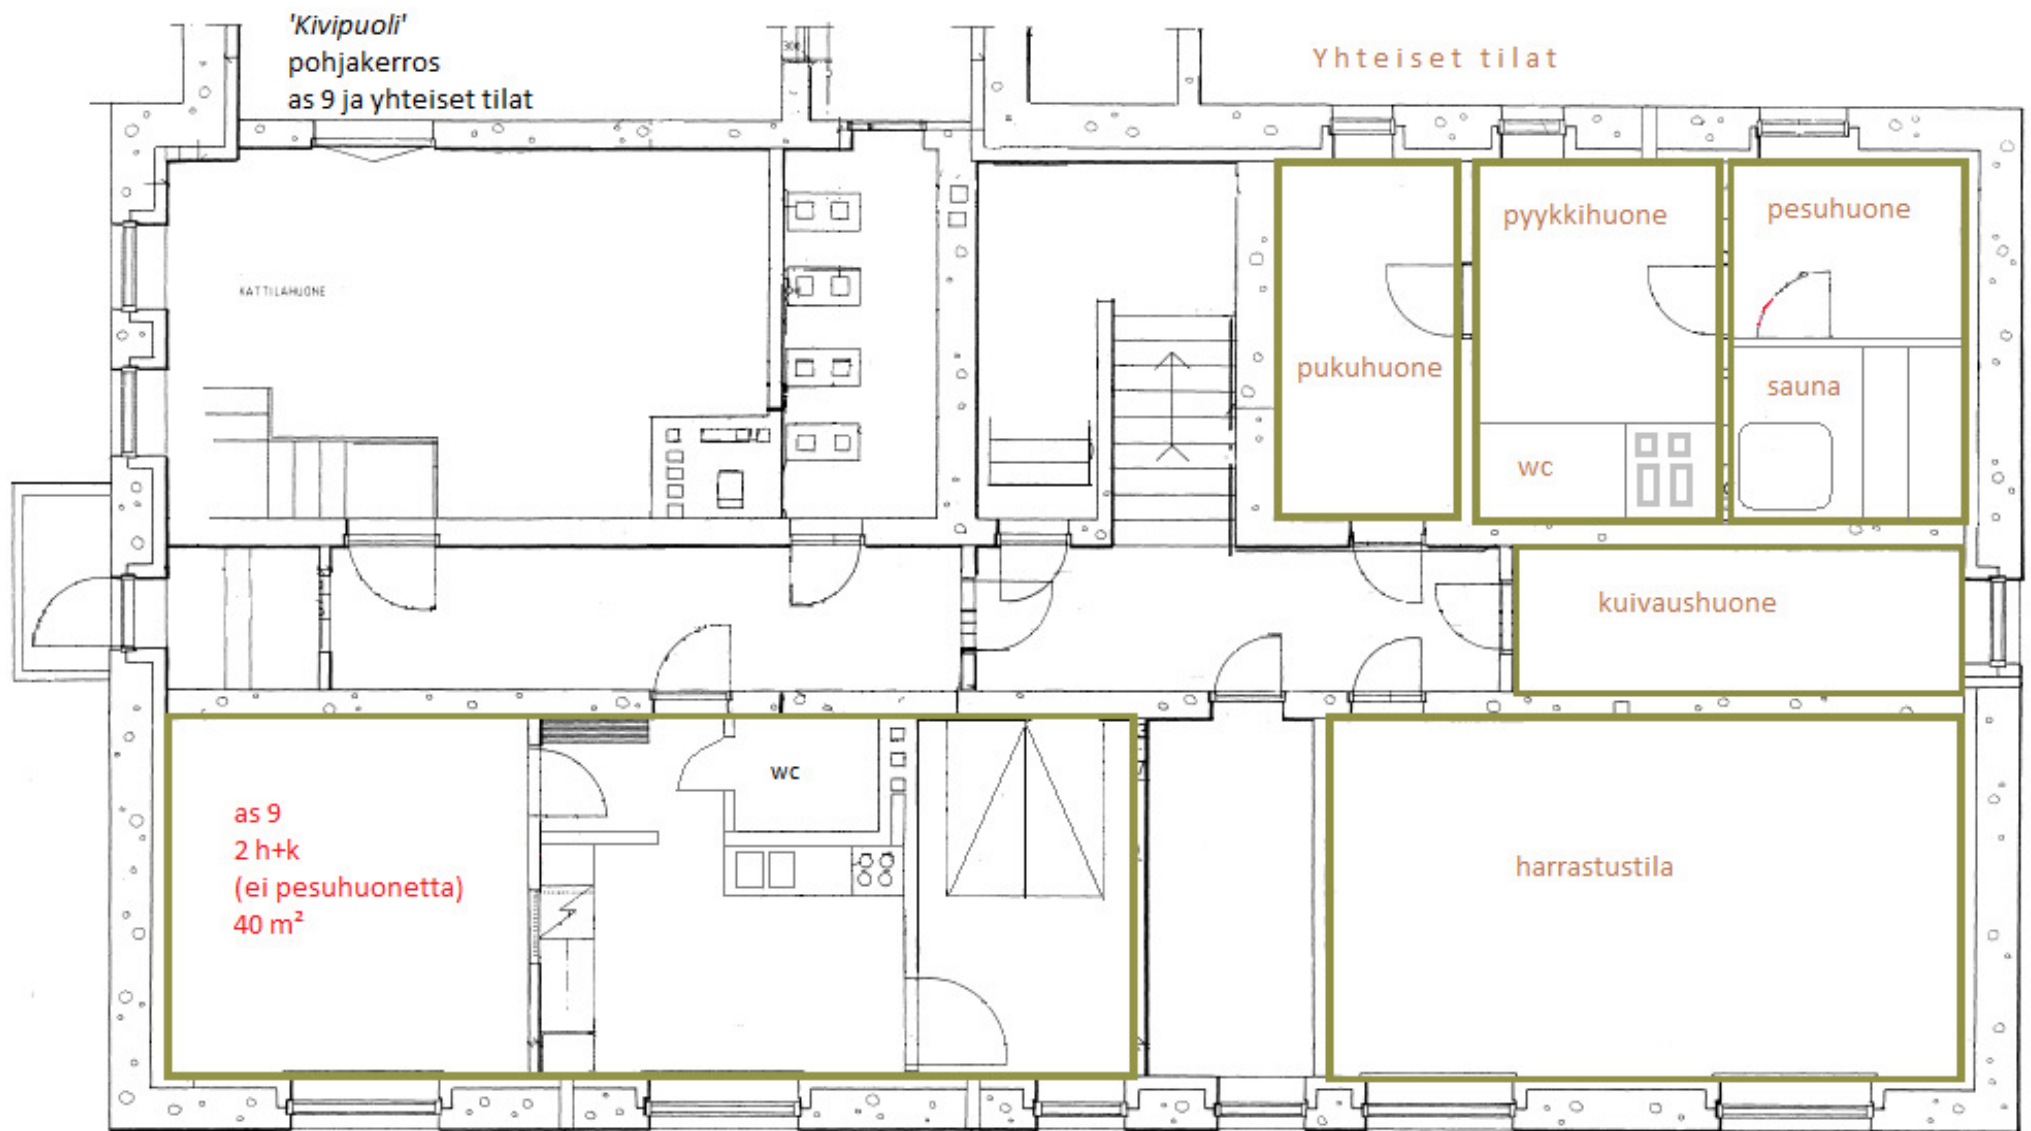 'Kivipuoli'
pohjakerros
as 9 ja yhteiset tilat
Yhteiset tilat
300
pyykkihuone
pesuhuone
KATTILAHUONE
pukuhuone
sauna
wc
kuivaushuone
wc
as 9
2 h+k
(ei pesuhuonetta)
40 m²
harrastustila